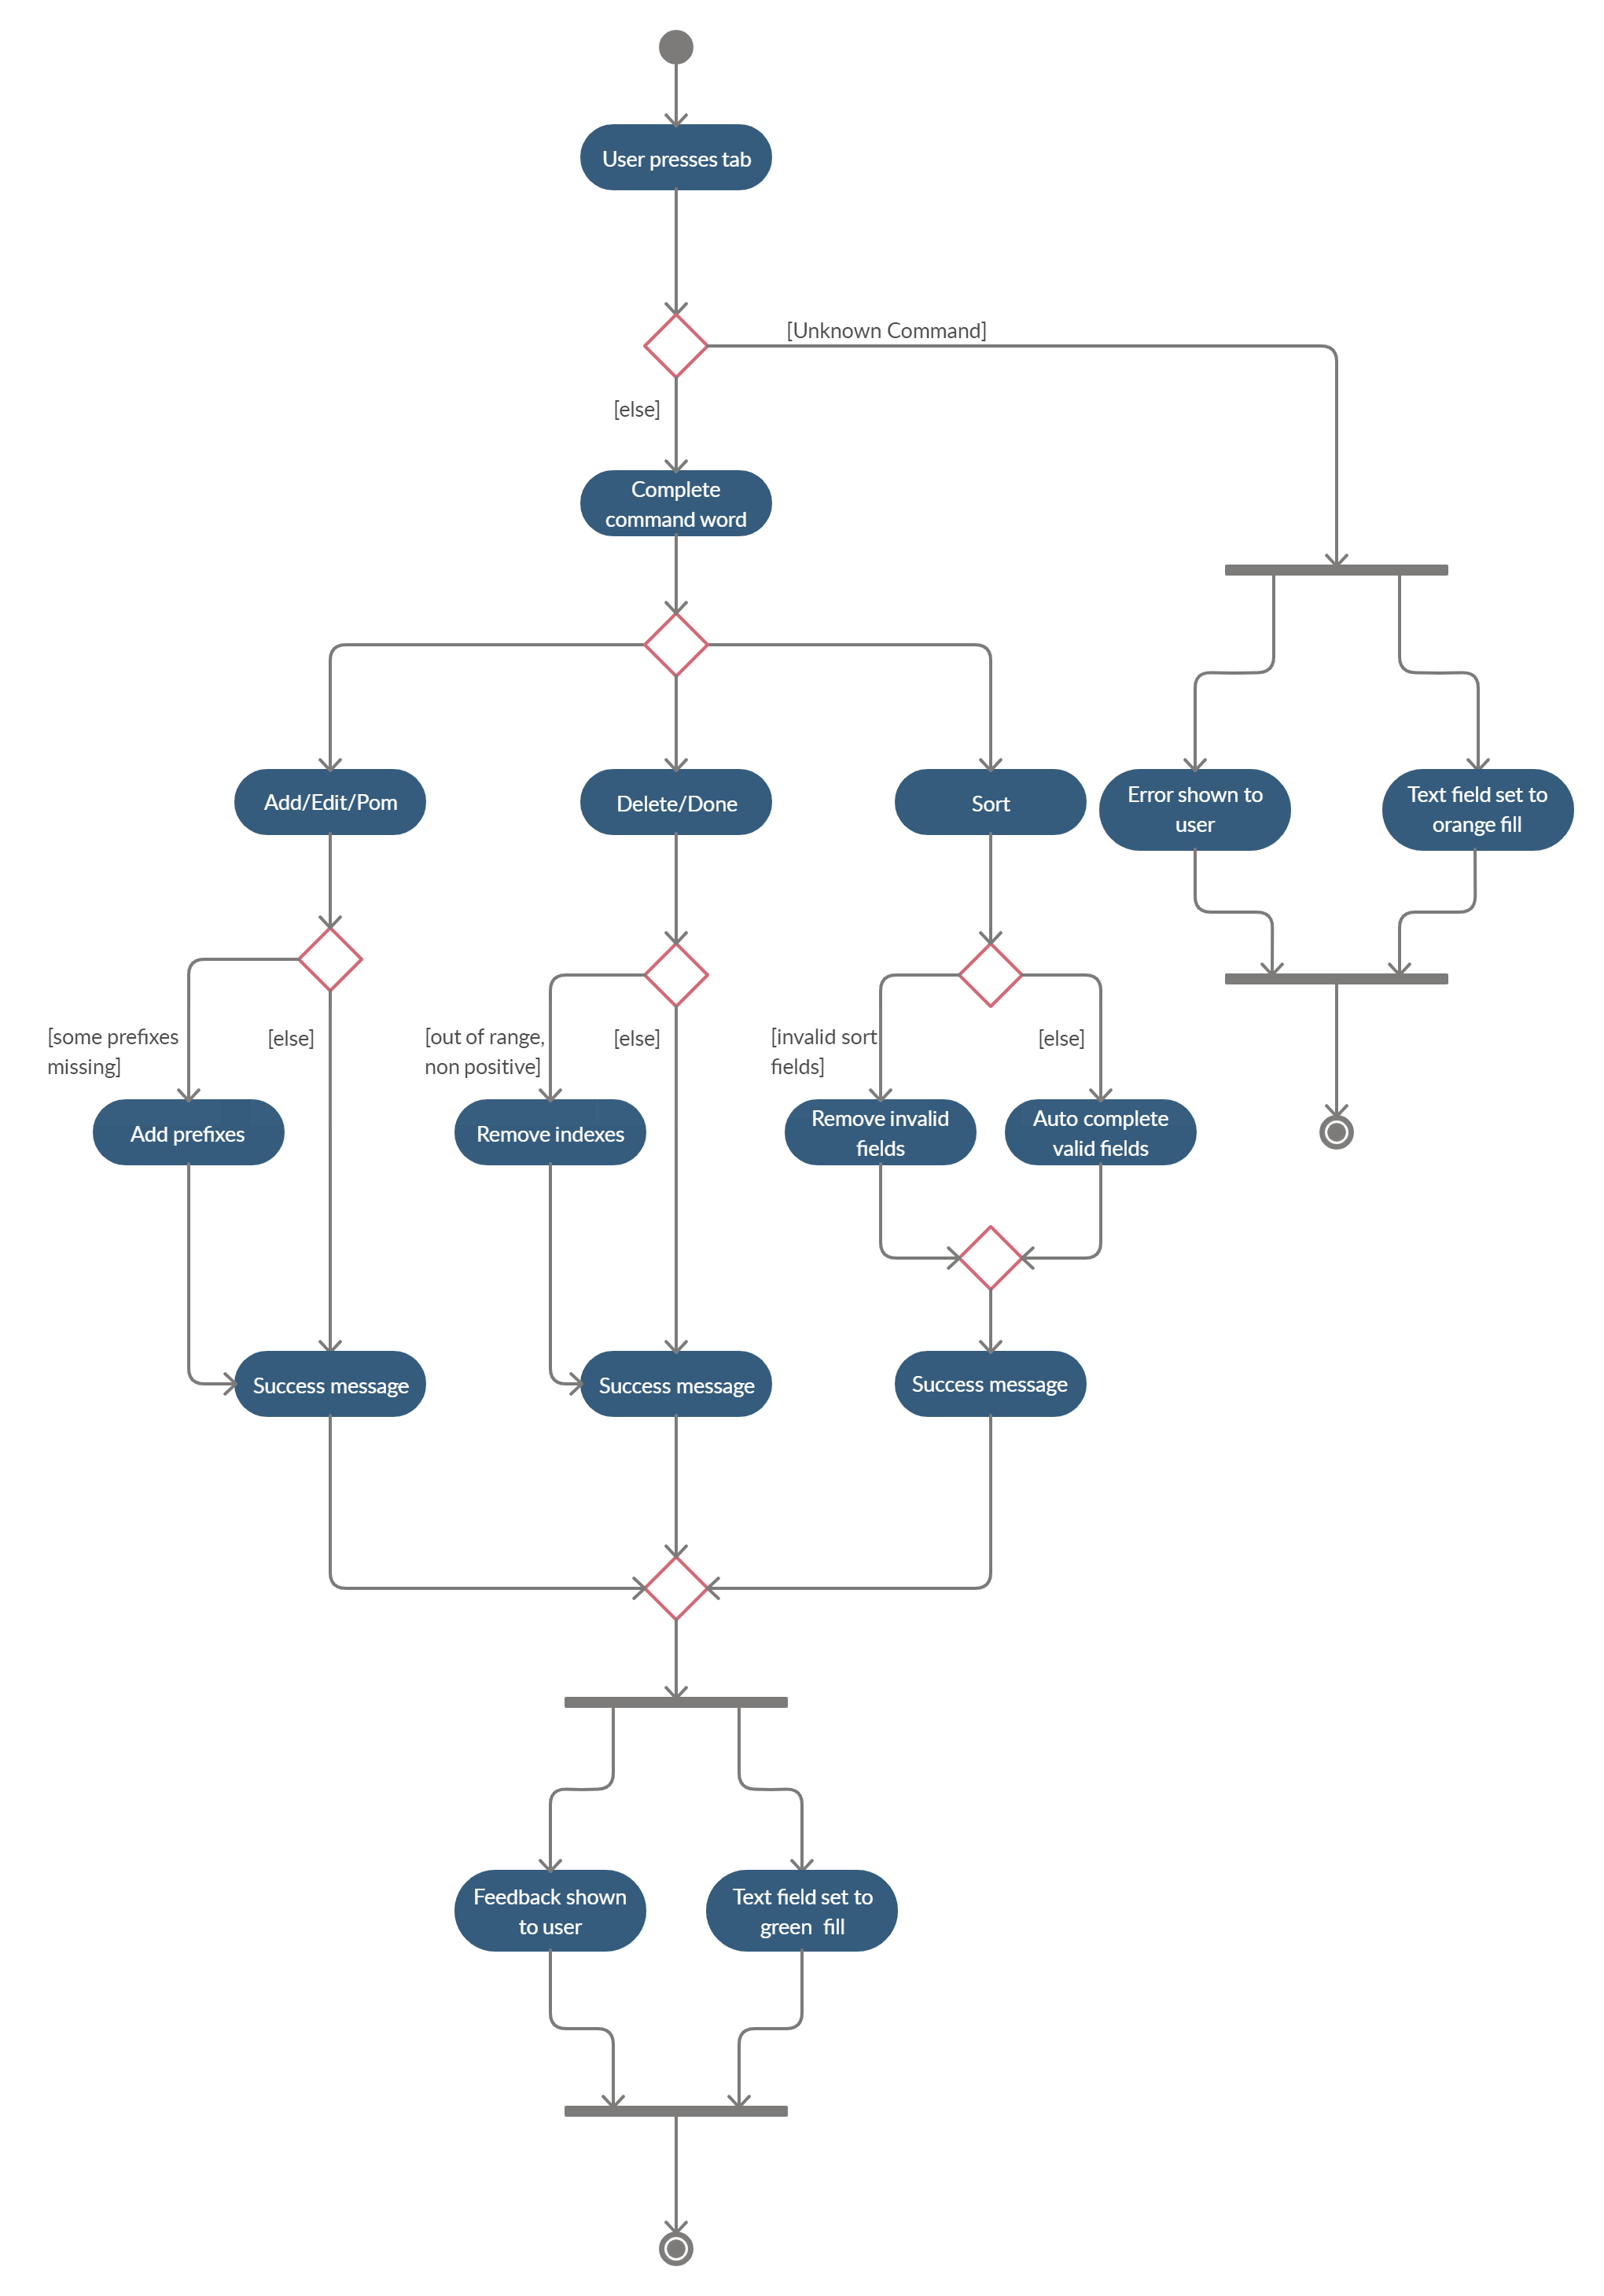 User presses tab
[Unknown Command]
[else]
Complete
command word
Add/Edit/Pom
Delete/Done
Sort
Error shown to
user
Text field set to
orange fill
[some prefixes
missing]
[else]
[out of range,
non positive]
[else]
[invalid sort
fields]
[else]
Add prefixes
Remove indexes
Remove invalid
fields
Auto complete
valid fields
Success message
Success message
Success message
Feedback shown
to user
Text field set to
green fill